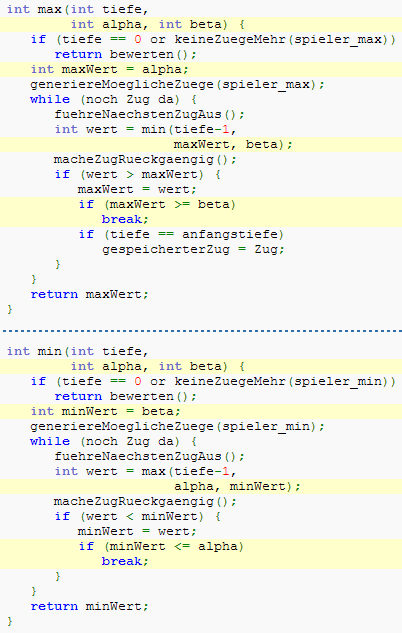 int max(int tiefe,
        int alpha, int beta) {
   if (tiefe == 0 or keineZuegeMehr(spieler_max))
      return bewerten();
   int maxWert = alpha;
   generiereMoeglicheZuege(spieler_max);
   while (noch Zug da) {
      fuehreNaechstenZugAus();
      int wert = min(tiefe-1,
                     maxWert, beta);
      macheZugRueckgaengig();
      if (wert > maxWert) {
         maxWert = wert;
         if (maxWert >= beta)
            break;
         if (tiefe == anfangstiefe)
            gespeicherterZug = Zug;
      }
   }
   return maxWert;
}
int min(int tiefe,
        int alpha, int beta) {
   if (tiefe == 0 or keineZuegeMehr(spieler_min))
      return bewerten();
   int minWert = beta;
   generiereMoeglicheZuege(spieler_min);
   while (noch Zug da) {
      fuehreNaechstenZugAus();
      int wert = max(tiefe-1,
                     alpha, minWert);
      macheZugRueckgaengig();
      if (wert < minWert) {
         minWert = wert;
         if (minWert <= alpha)
            break;
      }
   }
   return minWert;
}